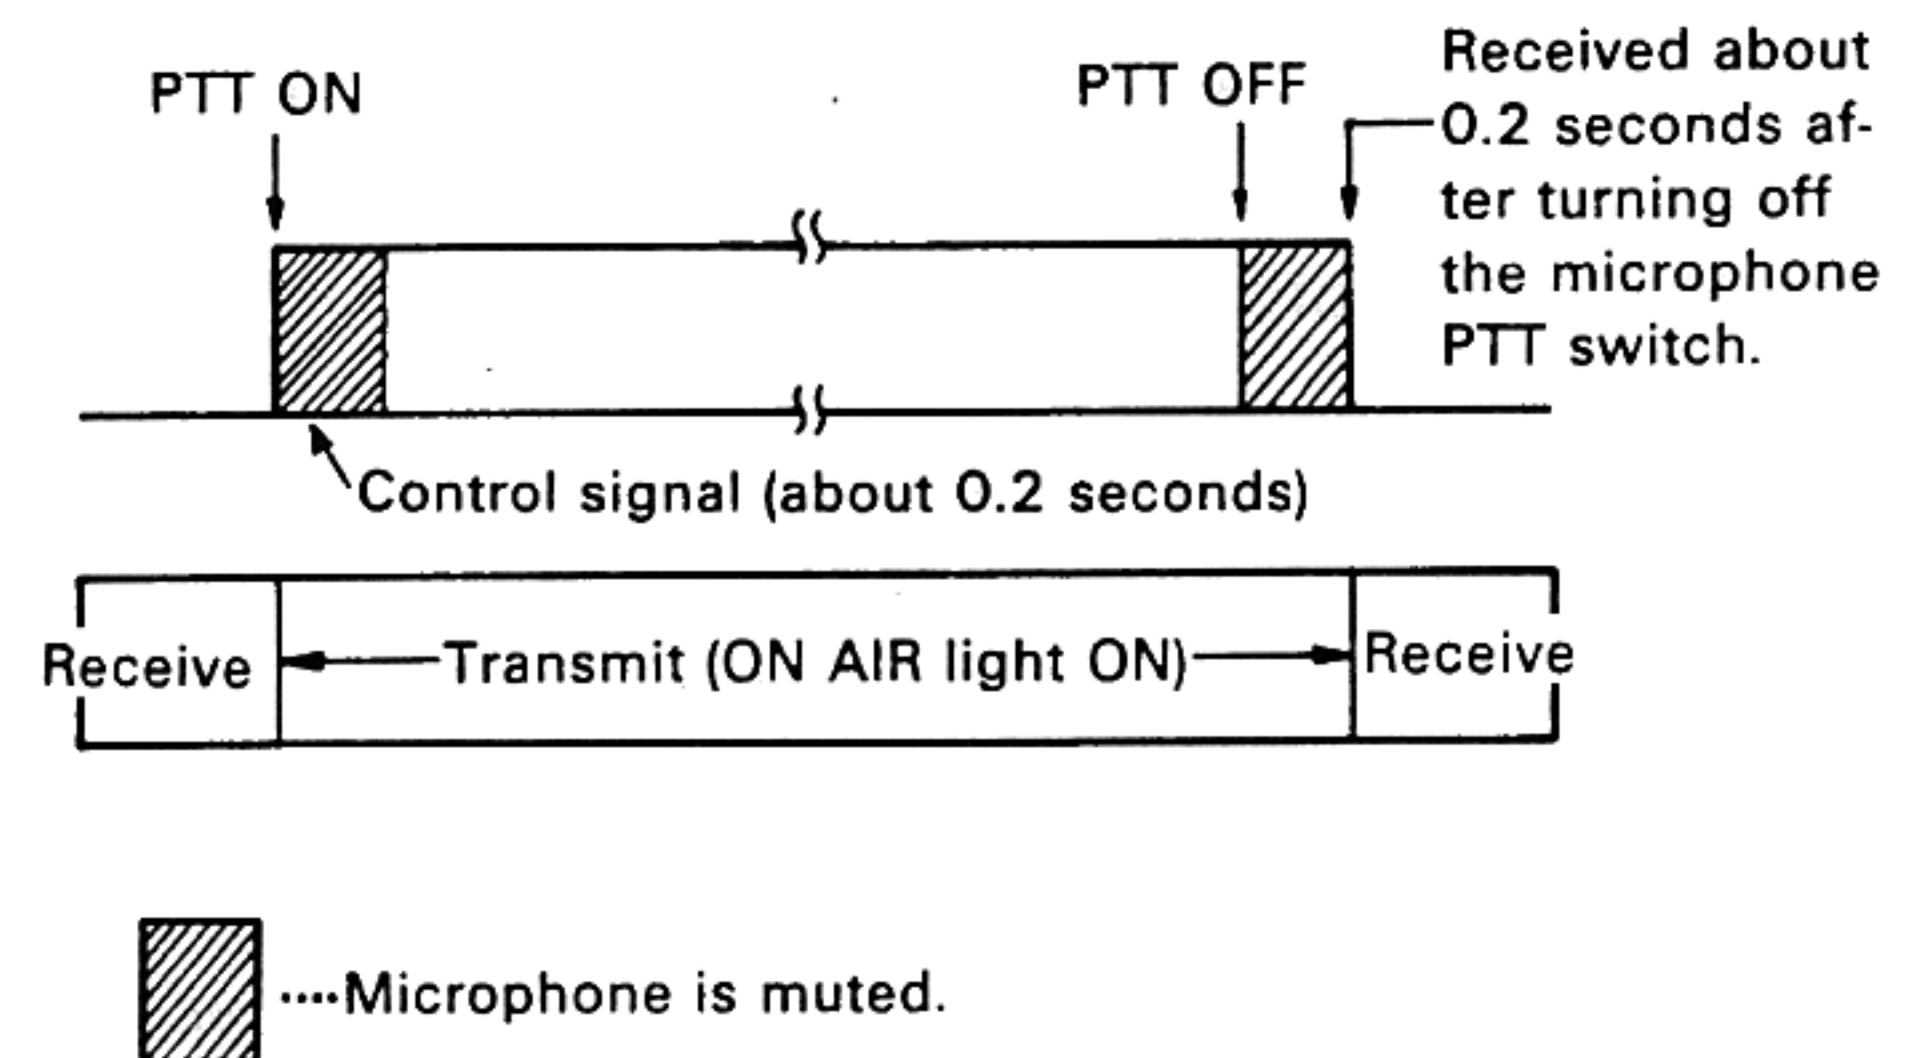 PTT ON
PTT OFF
Received about
0.2 seconds af-
ter turning off
the microphone
PTT switch.
Control signal (about 0.2 seconds)
Receive
Transmit (ON AIR light ON)
Receive
····Microphone is muted.